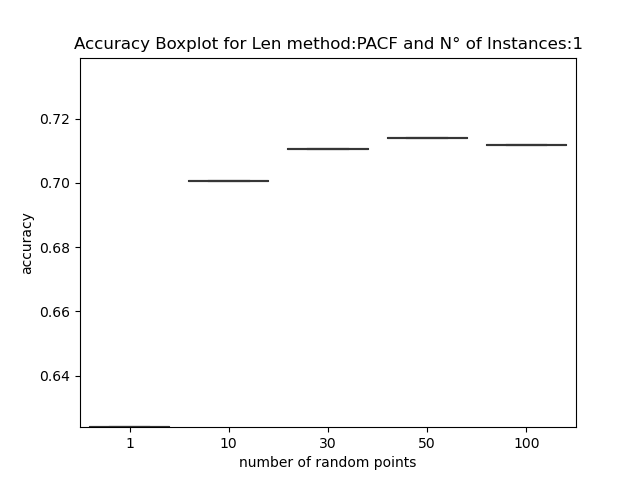 Accuracy Boxplot for Len method:PACF and N° of Instances:1
0.72
0.70
0.68
0.66
0.64
accuracy
1 10 30 50 100
number of random points